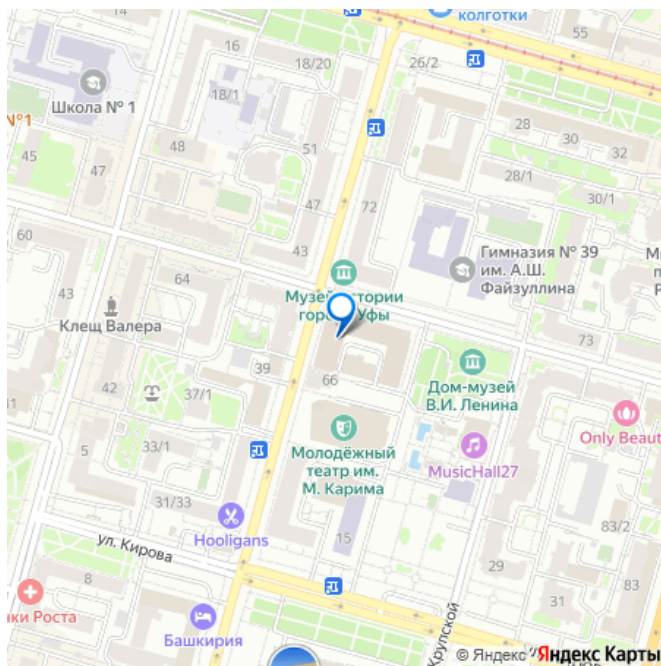 колготки
55
16
18/20
26/2
18/1
Школа № 1
№1
28
30
32
48
51
45
47
28/1
30/1
72
47
60
43
Гимназия № 39
им. А.Ш.
Файзуллина
64
43
Музей истории
города Уфы
Клещ Валера
73
39
66
42
37/1
Дом-музей
В.И. Ленина
Only Beaut
5
33/1
Молодёжный
театр им.
М. Карима
MusicHall27
31/33
Hooligans
83/2
ул. Кирова
15
8
29
83
31
нки Роста
Башкирия
Крупской
© Яндекс
Яндекс Карты